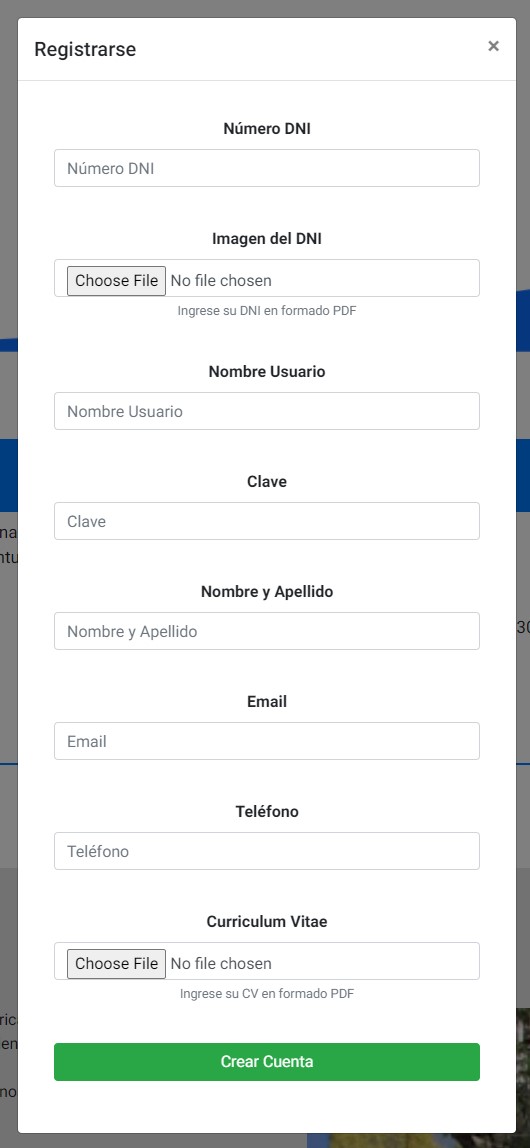 Registrarse
×
Número DNI
Número DNI
Imagen del DNI
Choose File No file chosen
Ingrese su DNI en formado PDF
Nombre Usuario
Nombre Usuario
Clave
Clave
Nombre y Apellido
Nombre y Apellido
Email
Email
Teléfono
Teléfono
Curriculum Vitae
Choose File No file chosen
Ingrese su CV en formado PDF
Crear Cuenta